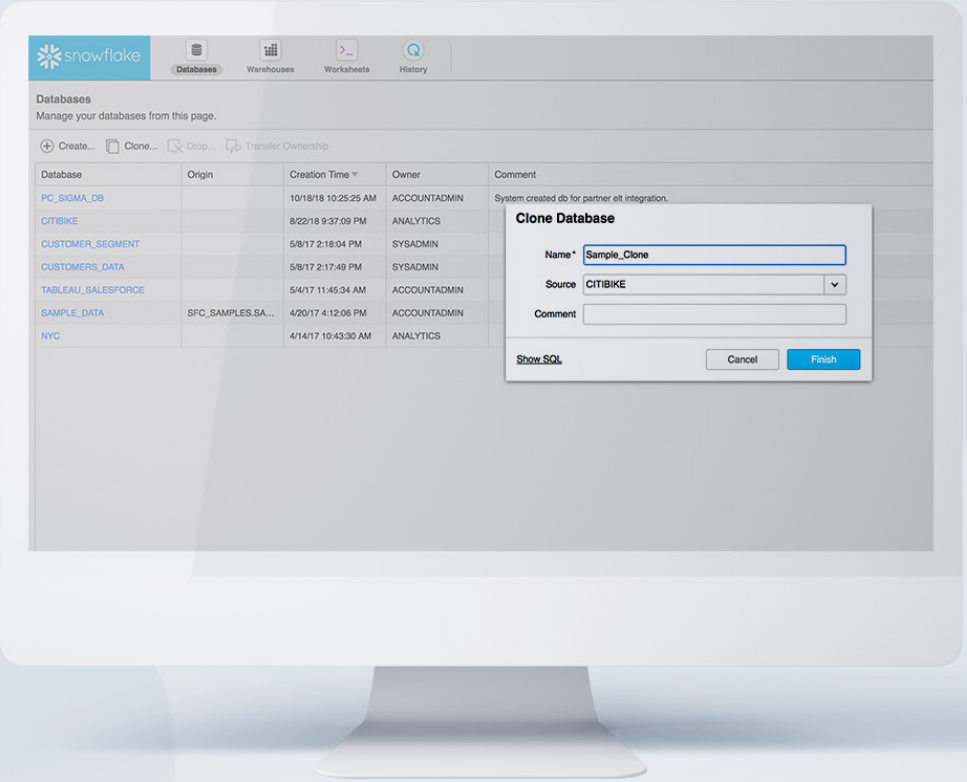 snowflake
Databases Warehouses Worksheets History
Databases
Manage your databases from this page.
Create... Clone... Drop... Transfer Ownership
Database Origin Creation Time Owner Comment
PC_SIGMA_DB 10/18/18 10:25:25 AM ACCOUNTADMIN System created db for partner elt integration.
CITIBIKE 8/22/18 9:37:09 PM ANALYTICS
CUSTOMER_SEGMENT 5/8/17 2:18:04 PM SYSADMIN
CUSTOMERS_DATA 5/8/17 2:17:49 PM SYSADMIN
TABLEAU_SALESFORCE 5/4/17 11:45:34 AM ACCOUNTADMIN
SAMPLE_DATA SFC_SAMPLES.SA... 4/20/17 4:12:06 PM ACCOUNTADMIN
NYC 4/14/17 10:43:30 AM ANALYTICS
Clone Database
Name* Sample_Clone
Source CITIBIKE
Comment
Show SQL Cancel Finish